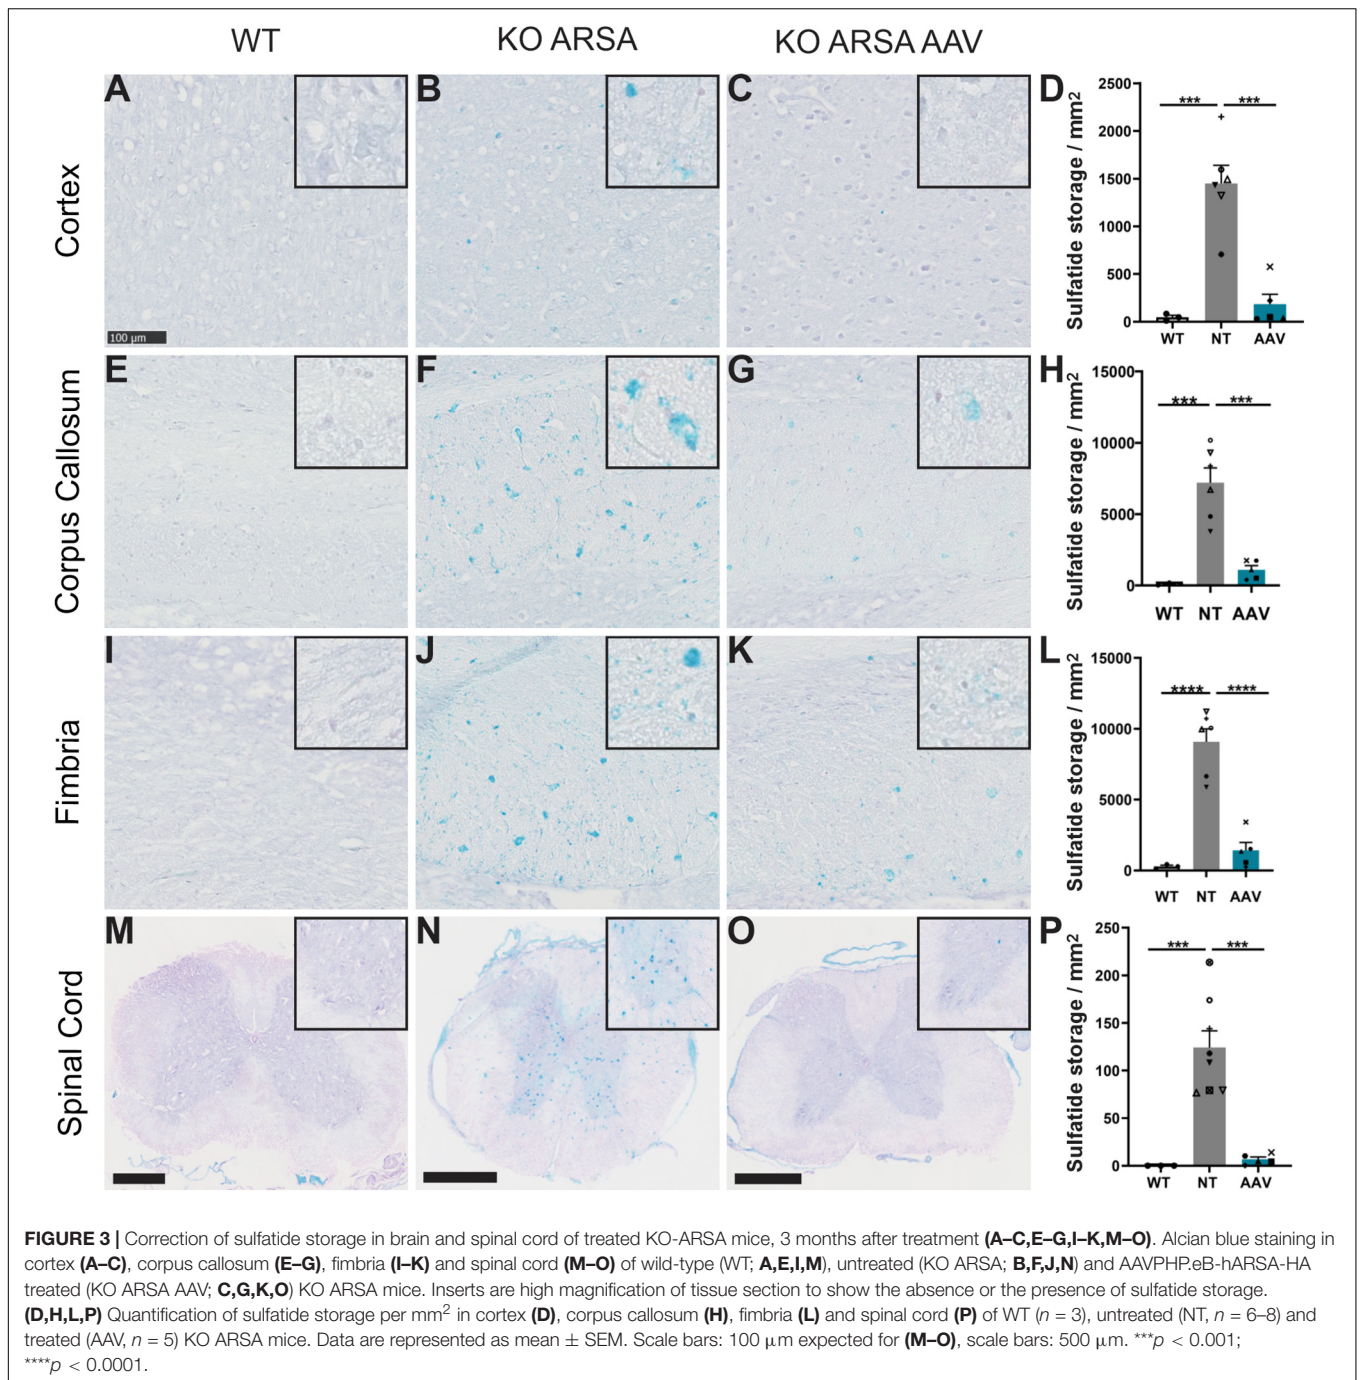 WT KO ARSA KO ARSA AAV
Cortex
A
100 µm
B
C
D
Sulfatide storage / mm2
2500
2000
1500
1000
500
0
*** ***
WT NT AAV
Corpus Callosum
E
F
G
H
Sulfatide storage / mm2
15000
10000
5000
0
*** ***
WT NT AAV
Fimbria
I
J
K
L
Sulfatide storage / mm2
15000
10000
5000
0
**** ****
WT NT AAV
Spinal Cord
M
N
O
P
Sulfatide storage / mm2
250
200
150
100
50
0
*** ***
WT NT AAV
FIGURE 3 | Correction of sulfatide storage in brain and spinal cord of treated KO-ARSA mice, 3 months after treatment (A–C,E–G,I–K,M–O). Alcian blue staining in
cortex (A–C), corpus callosum (E–G), fimbria (I–K) and spinal cord (M–O) of wild-type (WT; A,E,I,M), untreated (KO ARSA; B,F,J,N) and AAVPHP.eB-hARSA-HA
treated (KO ARSA AAV; C,G,K,O) KO ARSA mice. Inserts are high magnification of tissue section to show the absence or the presence of sulfatide storage.
(D,H,L,P) Quantification of sulfatide storage per mm2 in cortex (D), corpus callosum (H), fimbria (L) and spinal cord (P) of WT (n = 3), untreated (NT, n = 6–8) and
treated (AAV, n = 5) KO ARSA mice. Data are represented as mean ± SEM. Scale bars: 100 µm expected for (M–O), scale bars: 500 µm. ***p < 0.001;
****p < 0.0001.